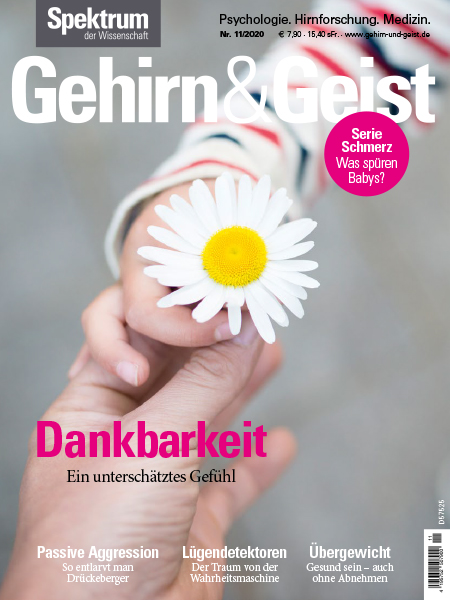 Spektrum
der Wissenschaft
Psychologie. Hirnforschung. Medizin.
Nr. 11/2020 € 7,90 · 15,40 sFr. · www.gehirn-und-geist.de
Gehirn&Geist
Serie
Schmerz
Was spüren
Babys?
Dankbarkeit
Ein unterschätztes Gefühl
Passive Aggression
So entlarvt man
Drückeberger
Lügendetektoren
Der Traum von der
Wahrheitsmaschine
Übergewicht
Gesund sein – auch
ohne Abnehmen
D57525
11